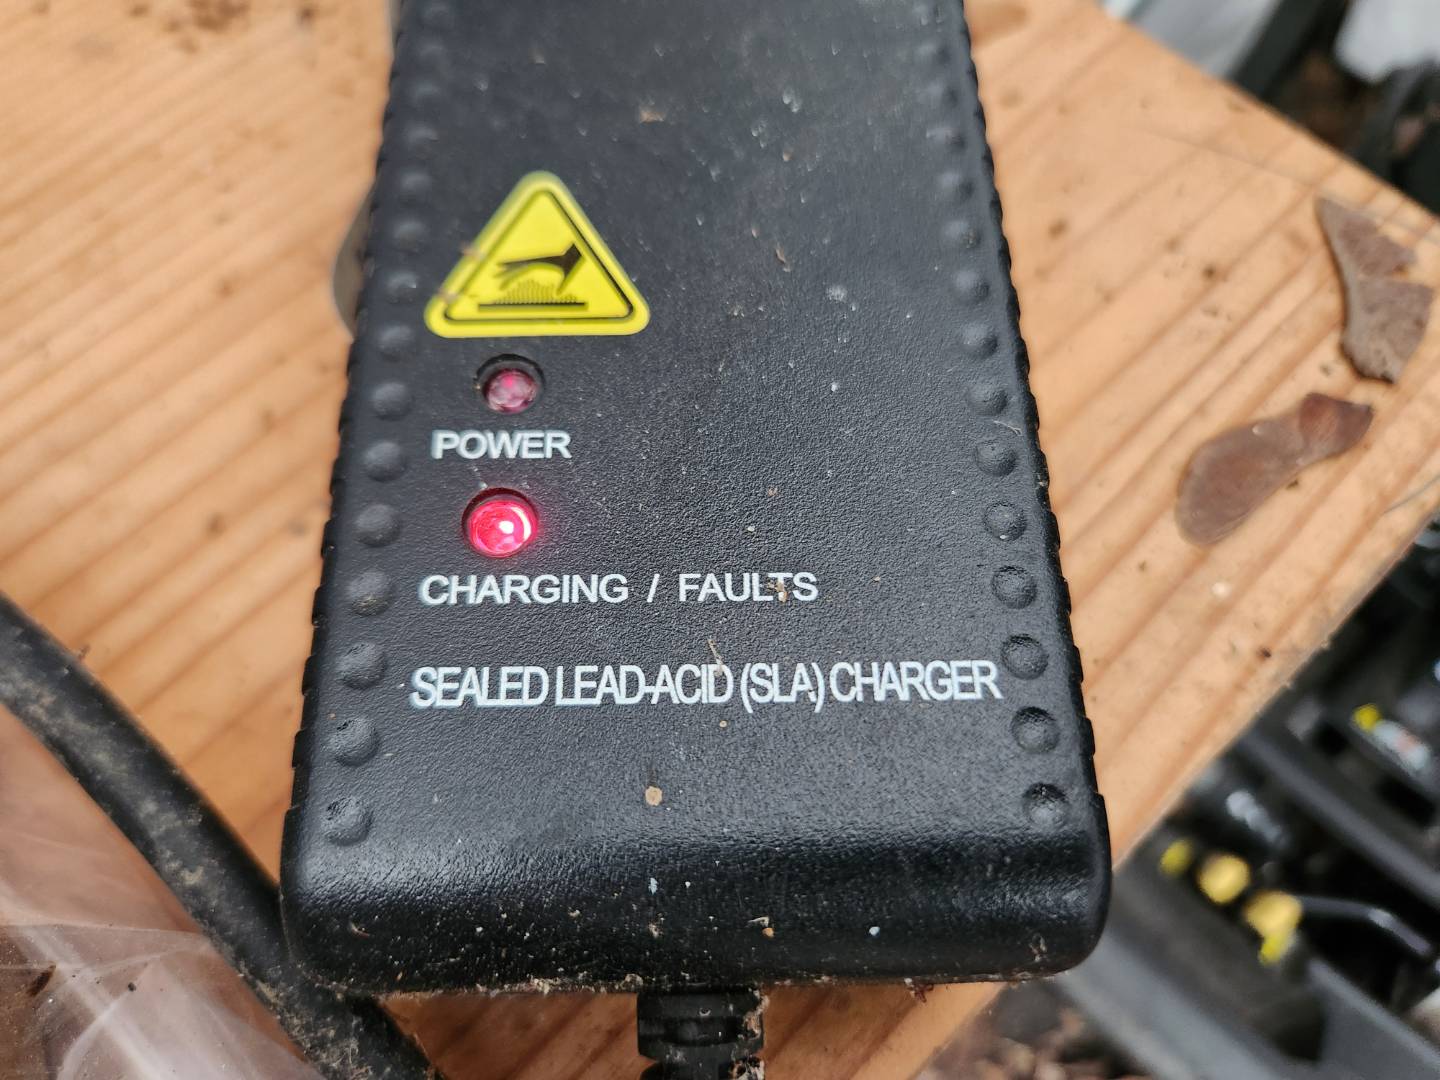 POWER
CHARGING / FAULTS
SEALED LEAD-ACID (SLA) CHARGER